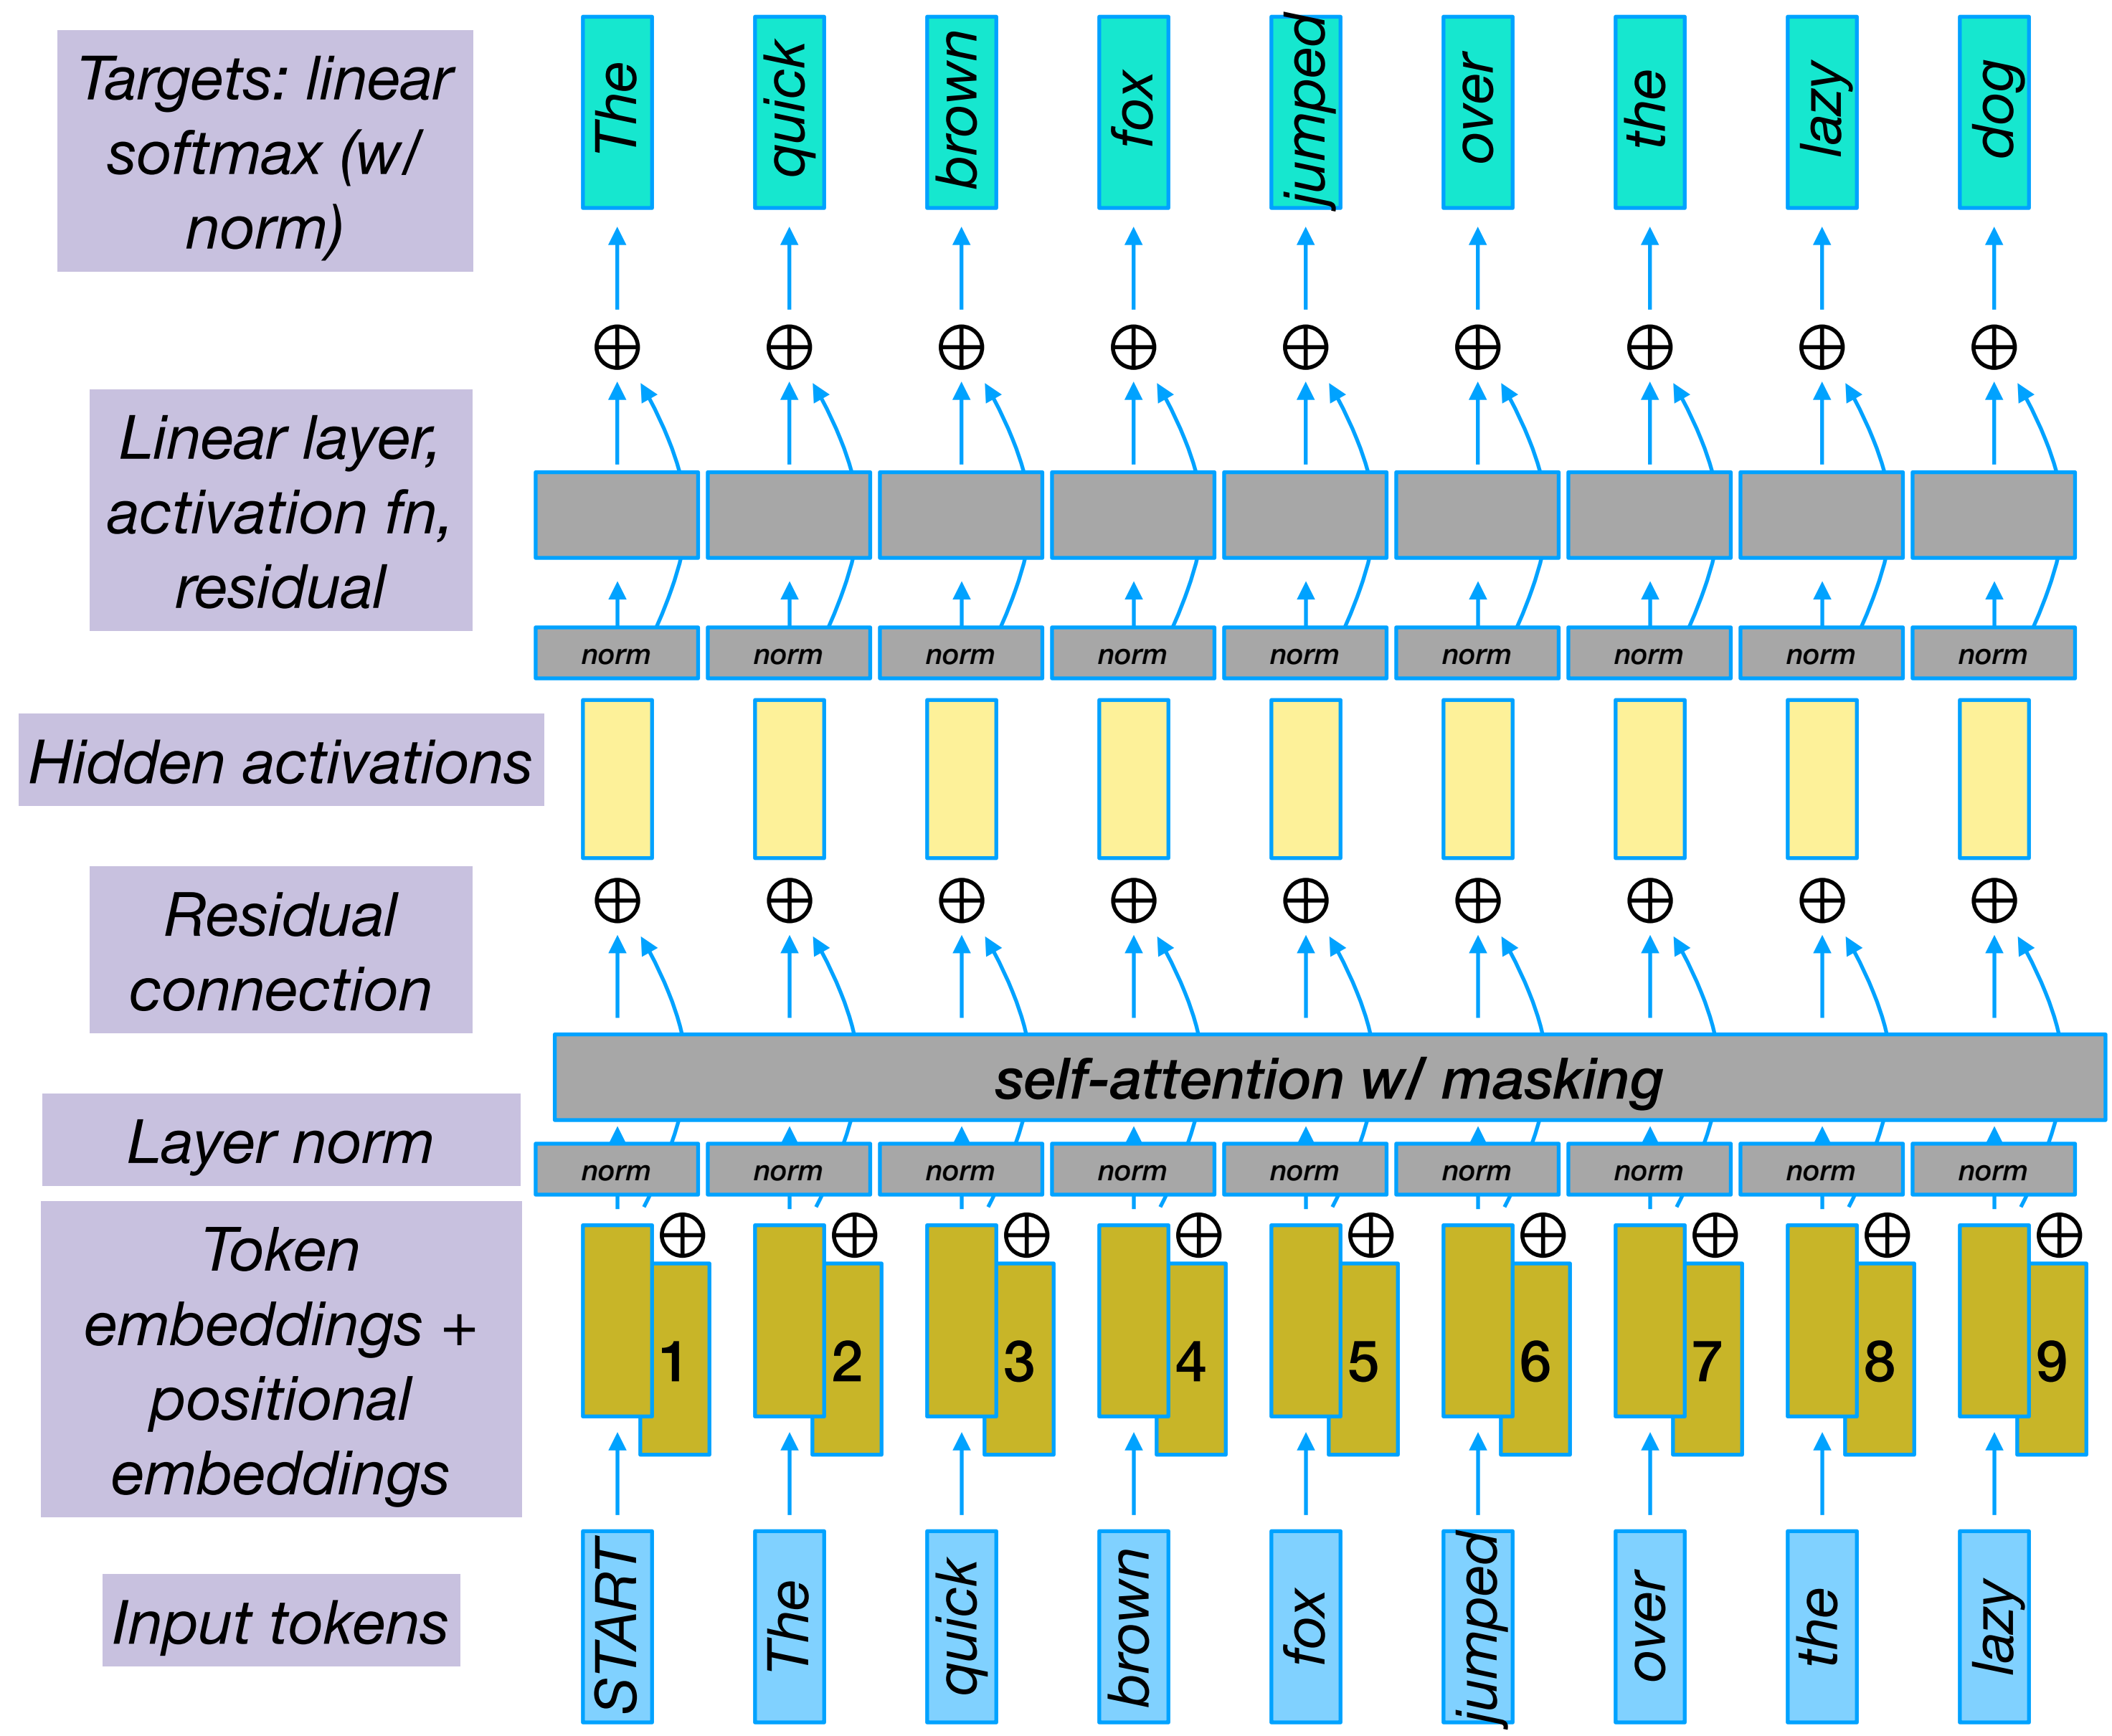 Targets: linear
softmax (w/
norm)
The
quick
brown
fox
jumped
over
the
lazy
dog
Linear layer,
activation fn,
residual
norm
norm
norm
norm
norm
norm
norm
norm
norm
Hidden activations
Residual
connection
self-attention w/ masking
Layer norm
norm
norm
norm
norm
norm
norm
norm
norm
norm
Token
embeddings +
positional
embeddings
1
2
3
4
5
6
7
8
9
Input tokens
START
The
quick
brown
fox
jumped
over
the
lazy